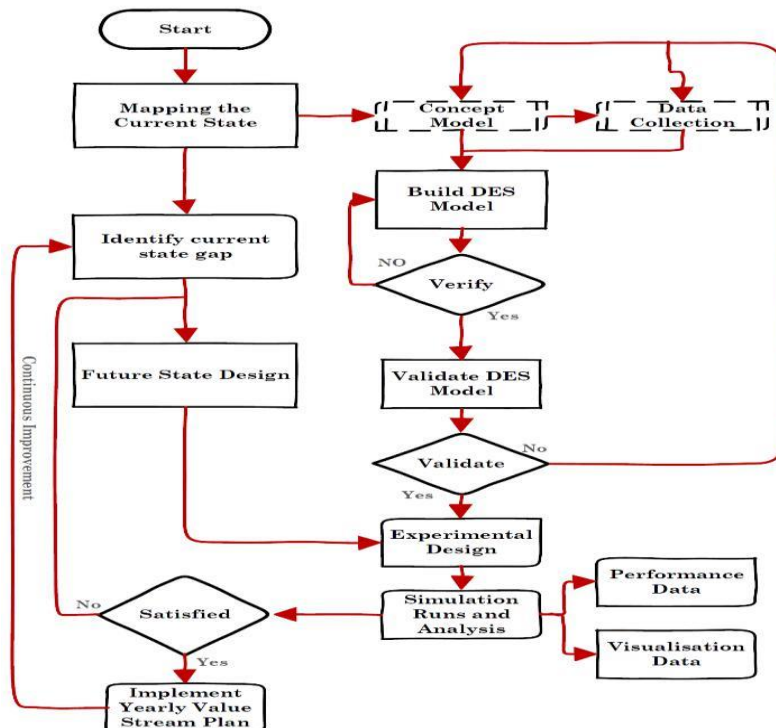 Start
Mapping the
Current State
Concept
Model
Data
Collection
Build DES
Model
Identify current
state gap
NO
Verify
Yes
Future State Design
Validate DES
Model
Continuous Improvement
Validate
No
Yes
Experimental
Design
Performance
Data
Simulation
Runs and
Analysis
No
Satisfied
Visualisation
Data
Yes
Implement
Yearly Value
Stream Plan